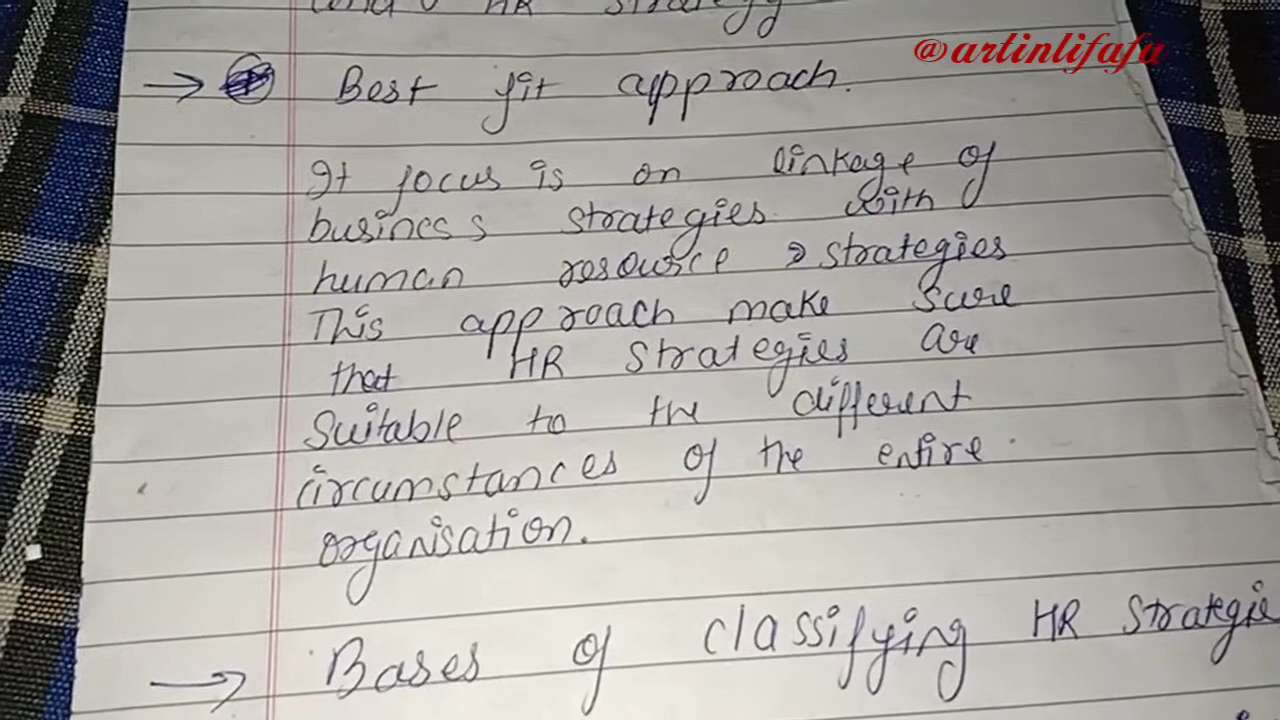 HR Strategy
@artinlifafa
→ Best fit approach.
It focus is on linkage of
business strategies with
human resource strategies
This approach make sure
that HR strategies are
suitable to the different
circumstances of the entire
organisation.
→ Bases of classifying HR Strategie